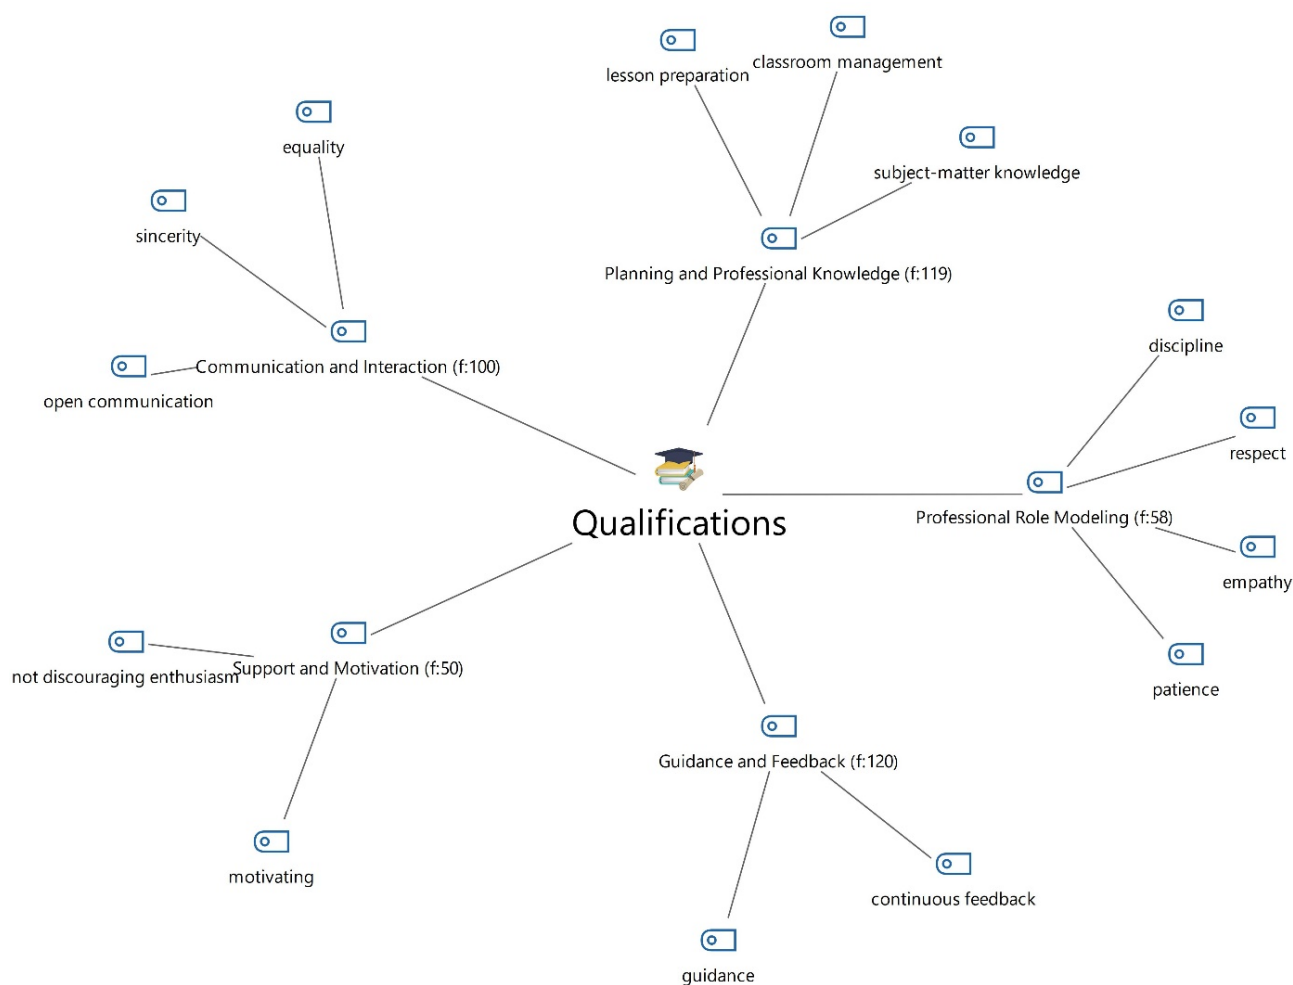 lesson preparation
classroom management
equality
subject-matter knowledge
sincerity
Planning and Professional Knowledge (f:119)
discipline
Communication and Interaction (f:100)
open communication
respect
Qualifications
Professional Role Modeling (f:58)
empathy
not discouraging enthusiasm
Support and Motivation (f:50)
patience
Guidance and Feedback (f:120)
motivating
continuous feedback
guidance